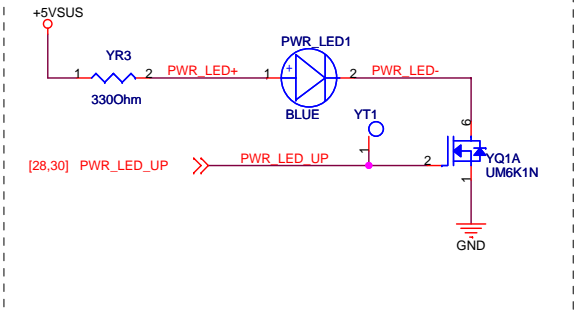 +5VSUS
YR3
1
2
PWR_LED+
330Ohm
PWR_LED1
1
+
2
PWR_LED-
BLUE
YT1
1
6
[28,30] PWR_LED_UP
PWR_LED_UP
2
YQ1A
UM6K1N
1
GND